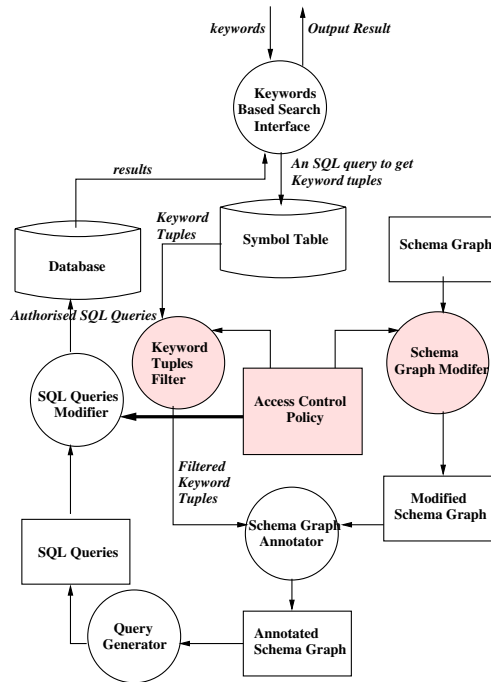 keywords
Output Result
Keywords
Based Search
Interface
An SQL query to get
Keyword tuples
results
Keyword
Tuples
Symbol Table
Schema Graph
Database
Authorised SQL Queries
Keyword
Tuples
Filter
Schema
Graph Modifer
SQL Queries
Modifier
Access Control
Policy
Filtered
Keyword
Tuples
Modified
Schema Graph
Schema Graph
Annotator
SQL Queries
Query
Generator
Annotated
Schema Graph